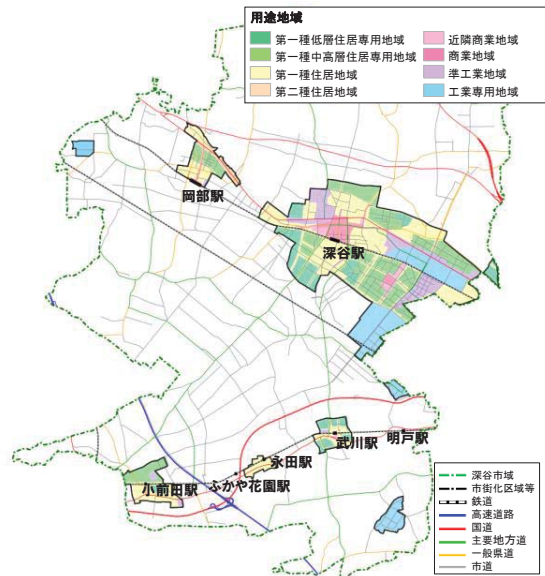 用途地域
第一種低層住居専用地域
第一種中高層住居専用地域
第一種住居地域
第二種住居地域
近隣商業地域
商業地域
準工業地域
工業専用地域
岡部駅
深谷駅
武川駅
明戸駅
永田駅
ふかや花園駅
小前田駅
深谷市域
市街化区域等
鉄道
高速道路
国道
主要地方道
一般県道
市道